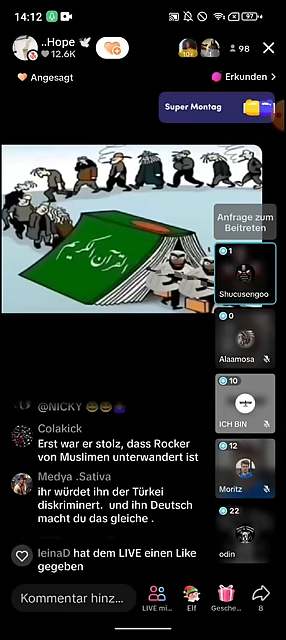 14:12
97
..Hope 🕊
12.6K
10+
1
98
Angesagt
Erkunden >
Super Montag
القرآن الكريم
Anfrage zum
Beitreten
1
Shucusengoo
0
Alaamosa
10
ICH BIN
12
Moritz
22
odin
@NICKY 😄😄
Colakick
Erst war er stolz, dass Rocker
von Muslimen unterwandert ist
Medya .Sativa
ihr würdet ihn der Türkei
diskriminert. und ihn Deutsch
macht du das gleiche .
leinaD hat dem LIVE einen Like
gegeben
Kommentar hinz...
LIVE mi...
Elf
Gesche...
8